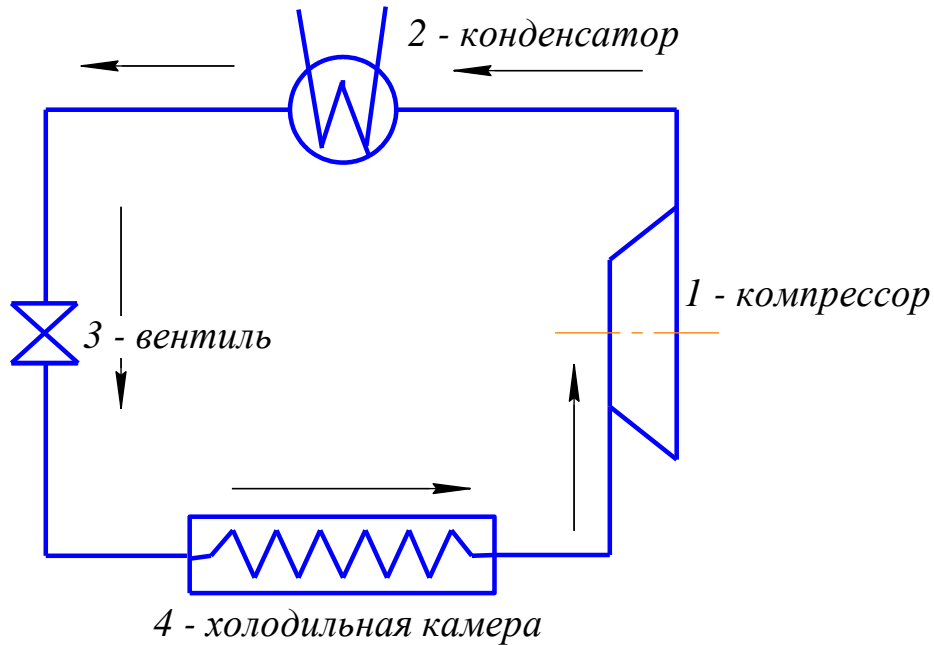 2 - конденсатор
1 - компрессор
3 - вентиль
4 - холодильная камера